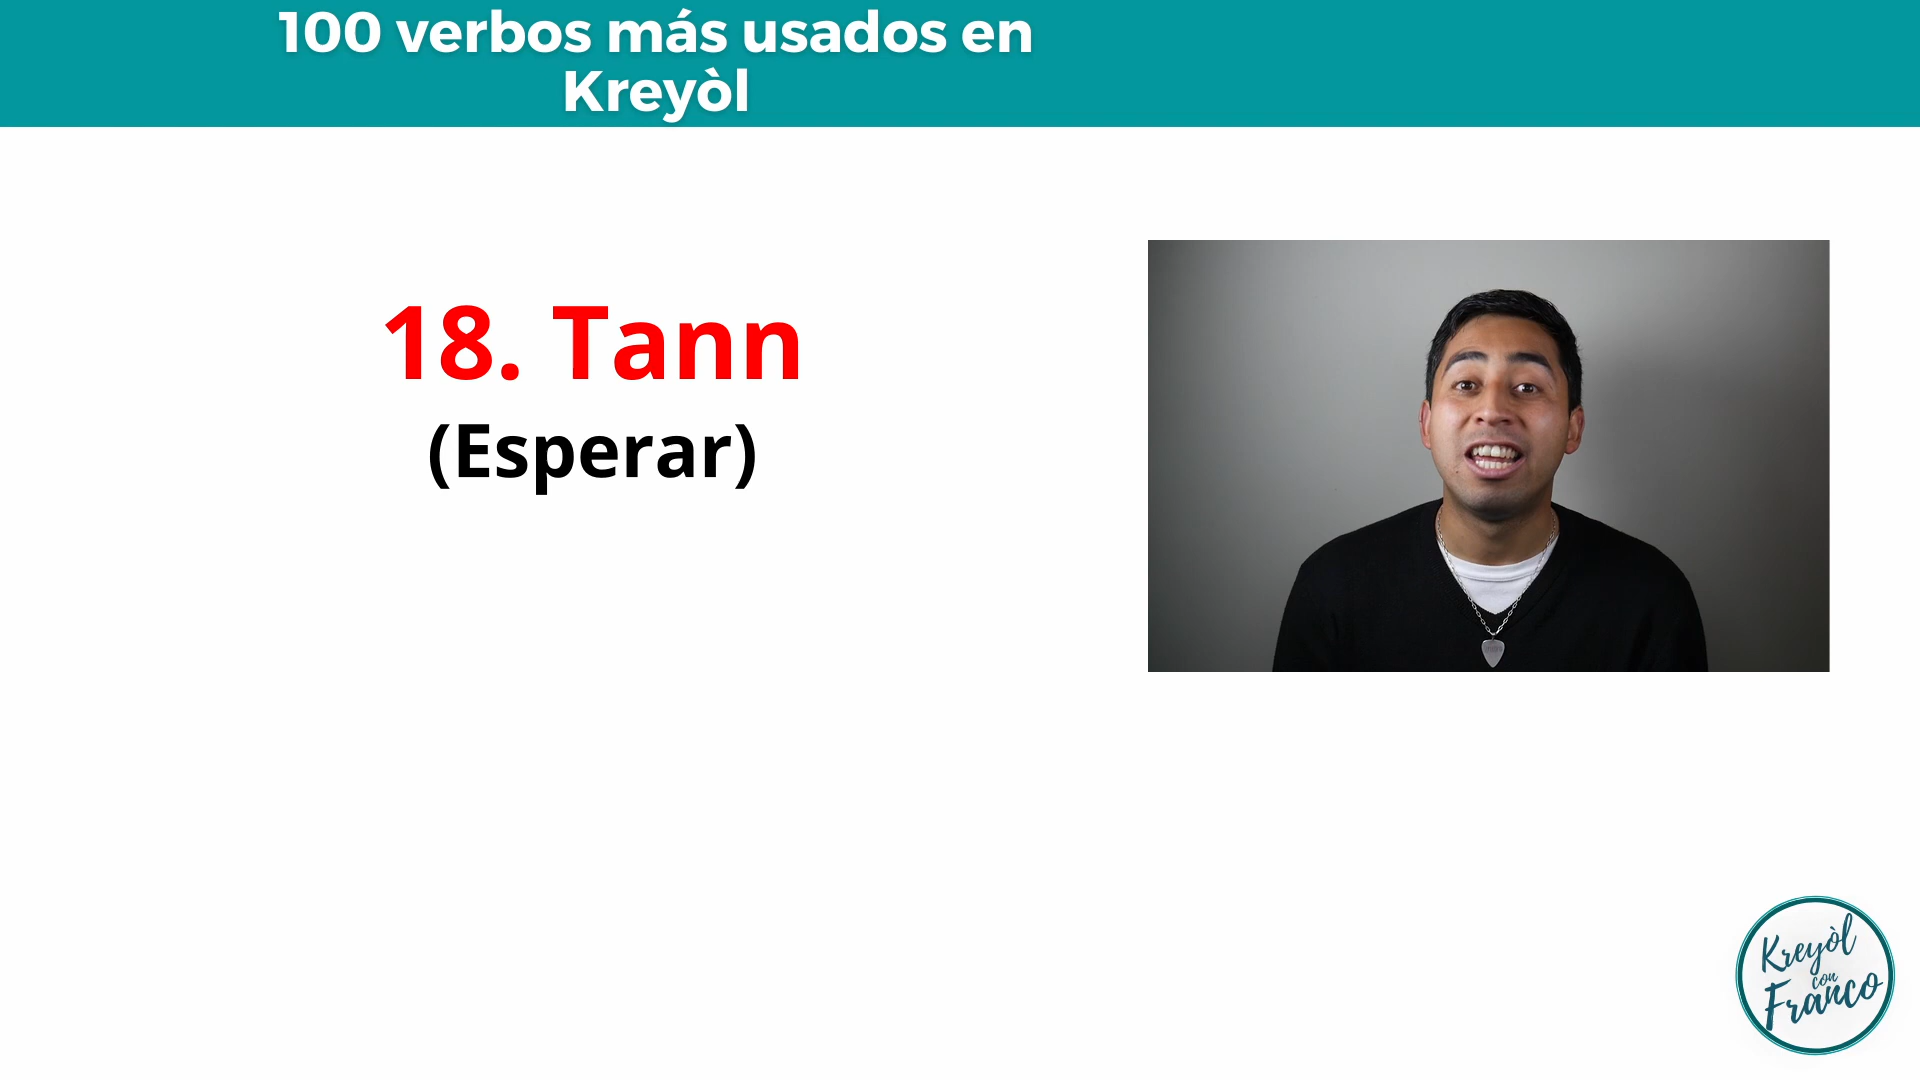 100 verbos más usados en
Kreyòl
18. Tann
(Esperar)
Kreyòl
con
Franco